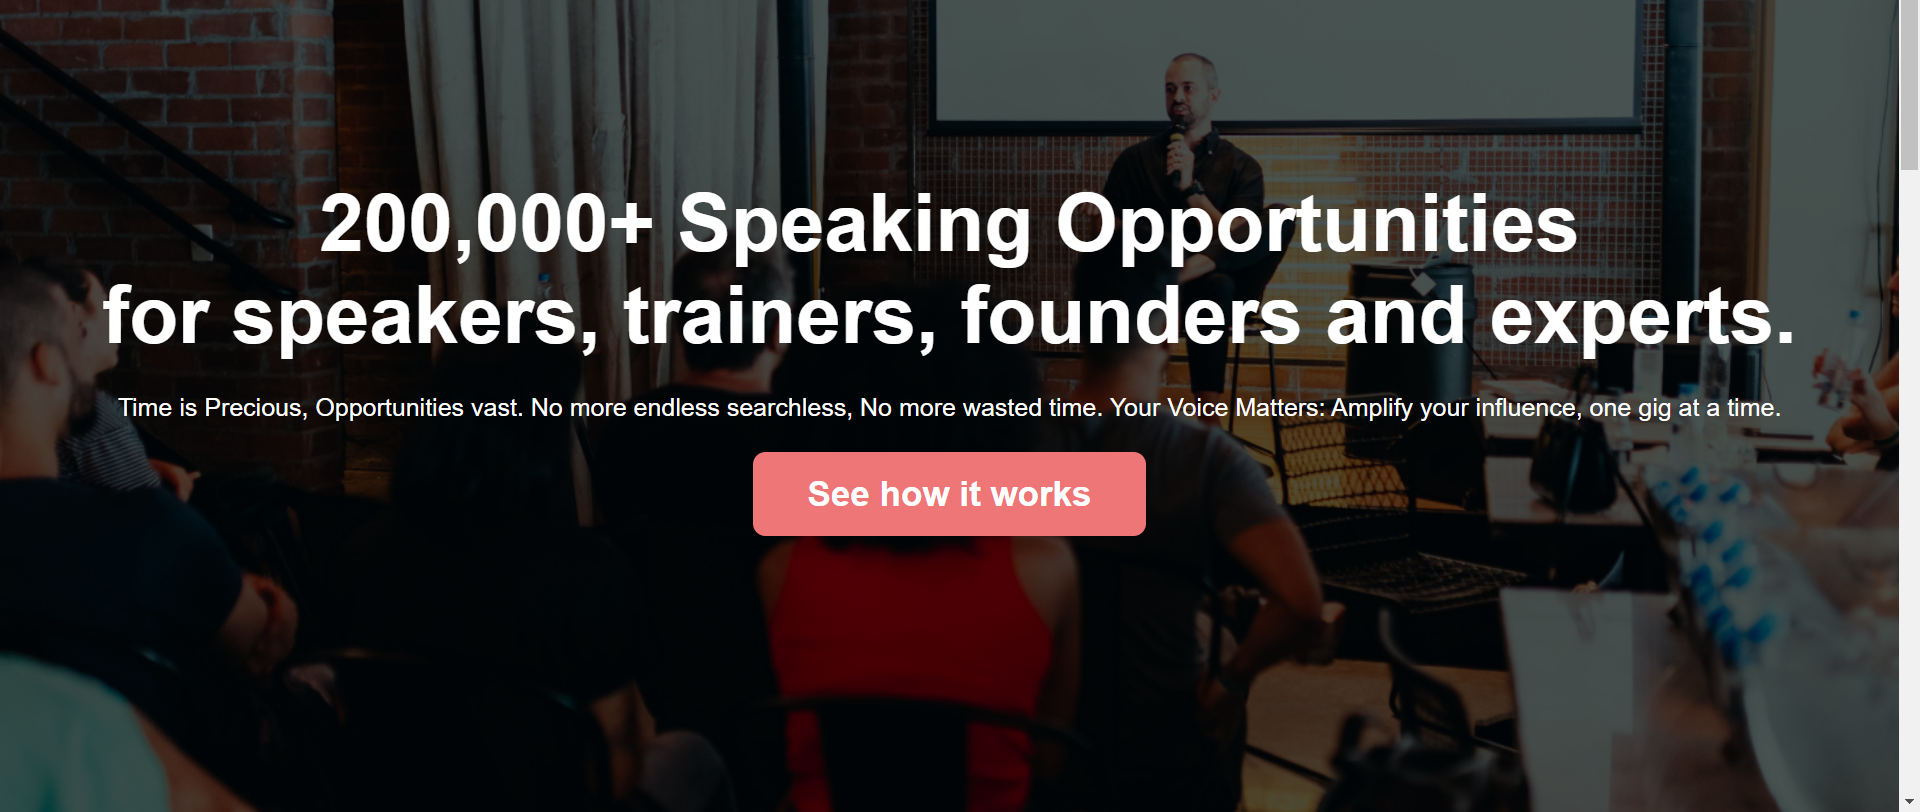 200,000+ Speaking Opportunities
for speakers, trainers, founders and experts.
Time is Precious, Opportunities vast. No more endless searchless, No more wasted time. Your Voice Matters: Amplify your influence, one gig at a time.
See how it works